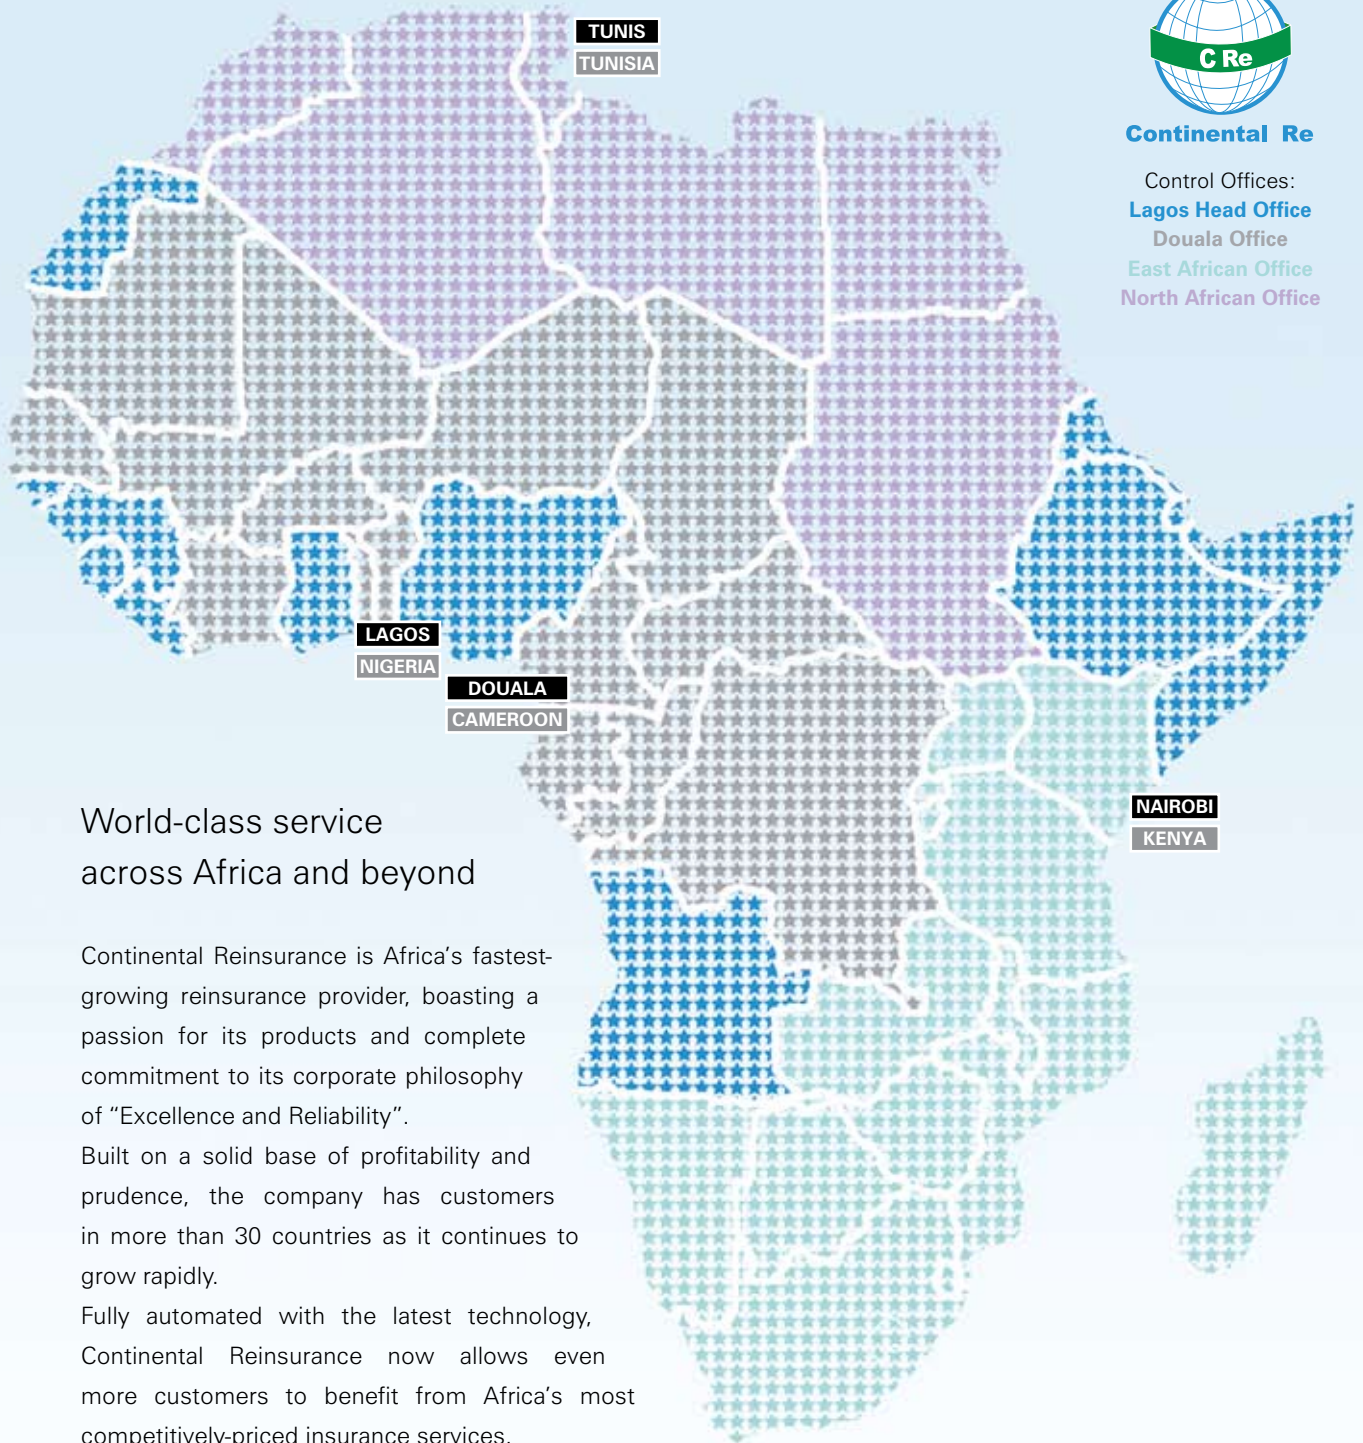 TUNIS
TUNISIA
C Re
Continental Re
Control Offices:
Lagos Head Office
Douala Office
East African Office
North African Office
LAGOS
NIGERIA
DOUALA
CAMEROON
NAIROBI
KENYA
World-class service
across Africa and beyond
Continental Reinsurance is Africa's fastest-
growing reinsurance provider, boasting a
passion for its products and complete
commitment to its corporate philosophy
of “Excellence and Reliability”.
Built on a solid base of profitability and
prudence, the company has customers
in more than 30 countries as it continues to
grow rapidly.
Fully automated with the latest technology,
Continental Reinsurance now allows even
more customers to benefit from Africa's most
competitively-priced insurance services.